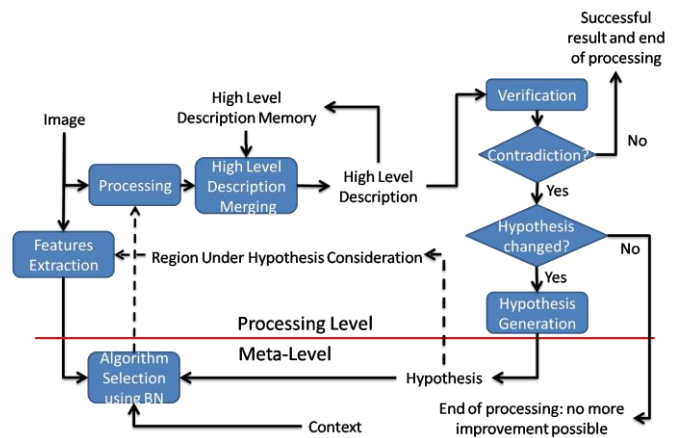 Successful
result and end
of processing
High Level
Description Memory
Verification
Image
No
Contradiction?
High Level
Description
Merging
Processing
High Level
Description
Yes
Hypothesis
changed?
Features
Extraction
Region Under Hypothesis Consideration
No
Yes
Hypothesis
Generation
Processing Level
Meta-Level
Algorithm
Selection
using BN
Hypothesis
Context
End of processing: no more
improvement possible